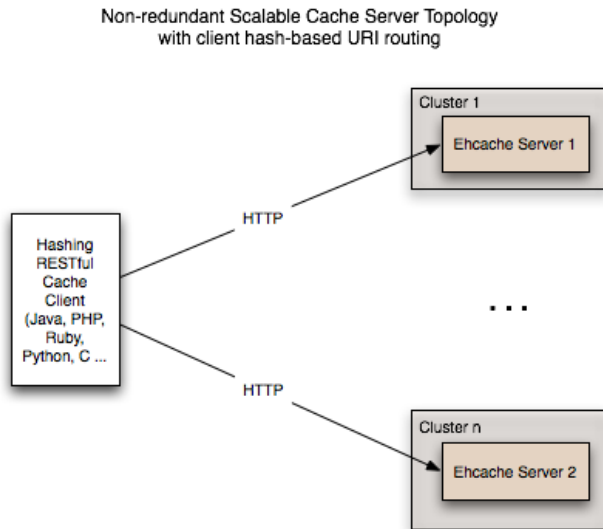 Non-redundant Scalable Cache Server Topology
with client hash-based URI routing
Cluster 1
Ehcache Server 1
HTTP
Hashing
RESTful
Cache
Client
(Java, PHP,
Ruby,
Python, C ...
...
HTTP
Cluster n
Ehcache Server 2